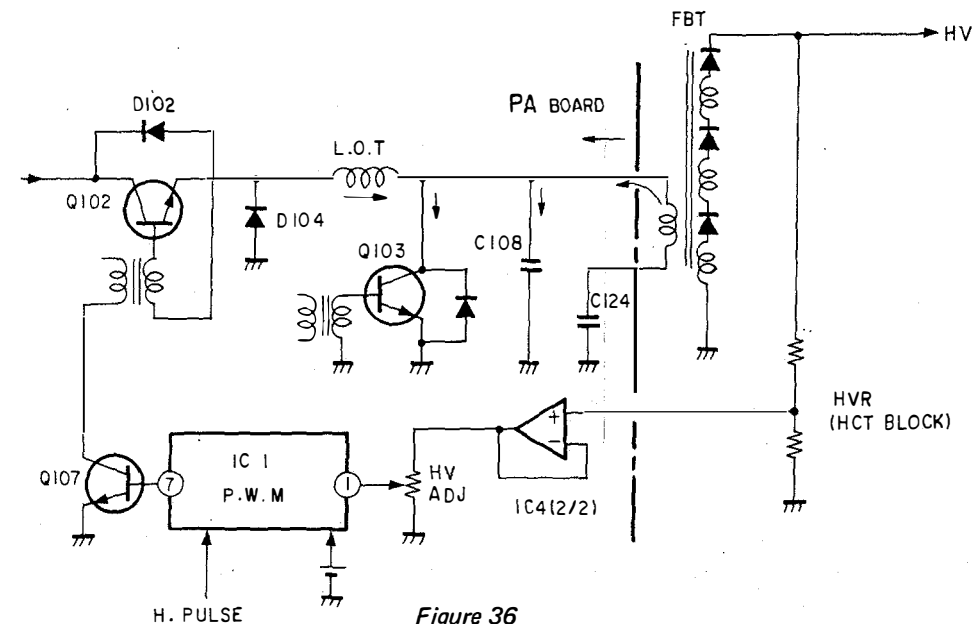 FBT
HV
D102
PA BOARD
L.O.T
Q102
D104
Q103
C108
C124
HVR
(HCT BLOCK)
+
−
IC 1
P.W.M
7
1
HV
ADJ
IC4(2/2)
Q107
H. PULSE
Figure 36